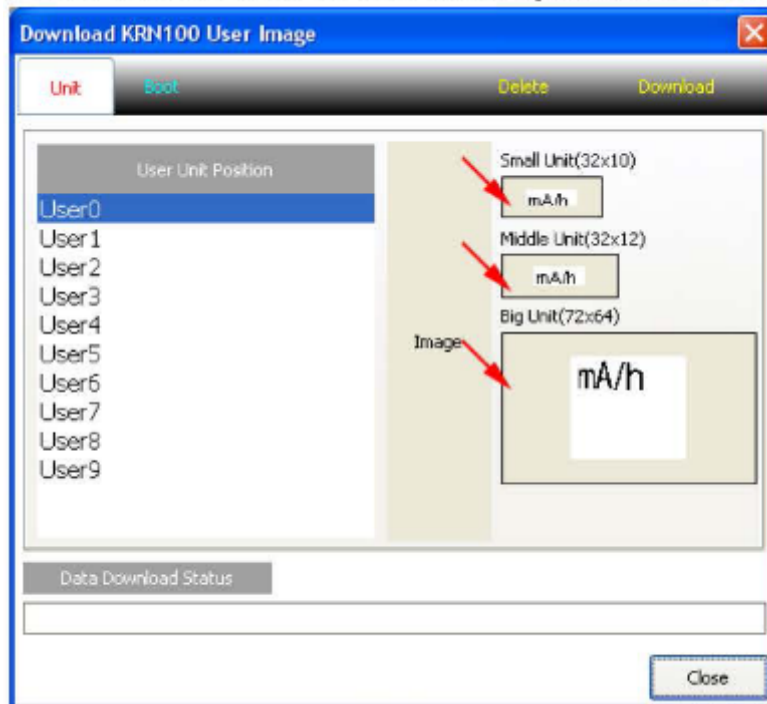 Download KRN100 User Image
Unit Boot Delete Download
User Unit Position
User0
User1
User2
User3
User4
User5
User6
User7
User8
User9
Image
Small Unit(32x10)
mA/h
Middle Unit(32x12)
mA/h
Big Unit(72x64)
mA/h
Data Download Status
Close